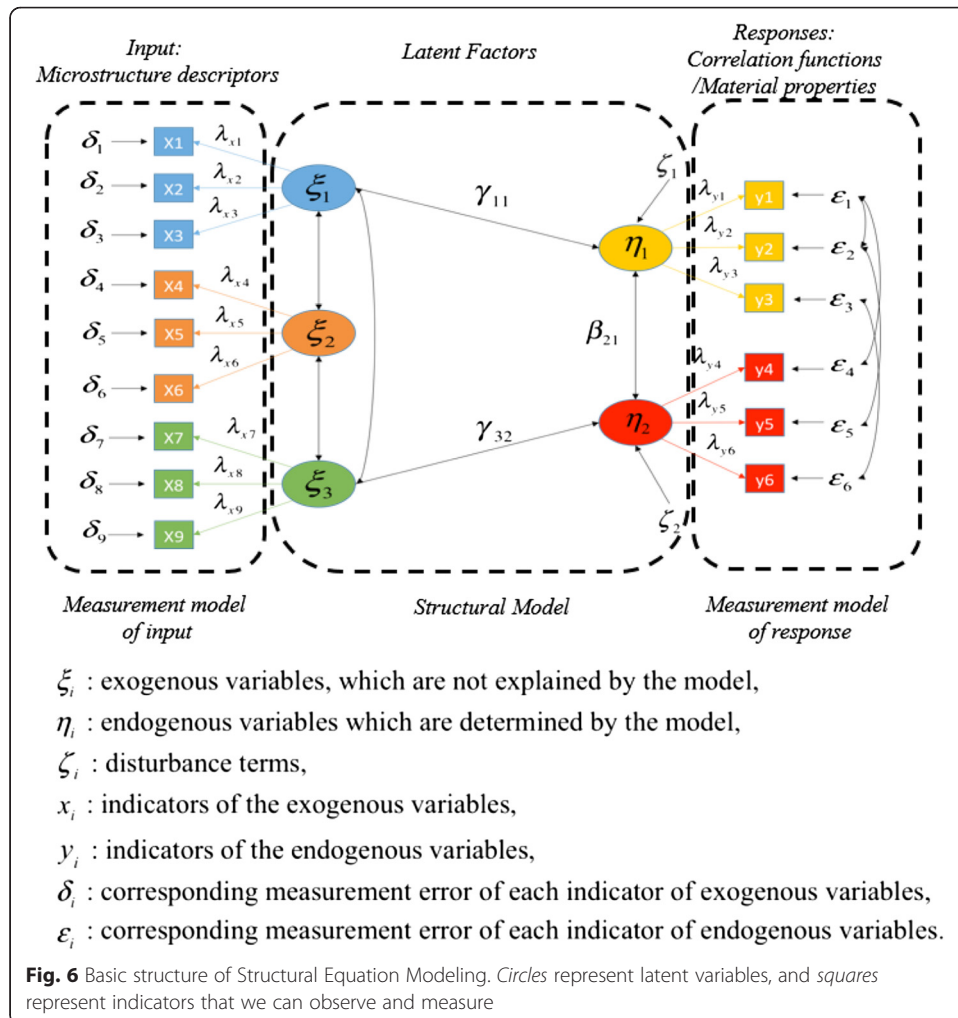 Input:
Microstructure descriptors
Latent Factors
Responses:
Correlation functions
/Material properties
δ₁ X1 λx1
δ₂ X2 λx2
δ₃ X3 λx3
δ₄ X4 λx4
δ₅ X5 λx5
δ₆ X6 λx6
δ₇ X7 λx7
δ₈ X8 λx8
δ₉ X9 λx9
ξ₁
ξ₂
ξ₃
γ₁₁
γ₃₂
ζ₁
η₁
β₂₁
η₂
ζ₂
λy1 y1 ε₁
λy2 y2 ε₂
λy3 y3 ε₃
λy4 y4 ε₄
λy5 y5 ε₅
λy6 y6 ε₆
Measurement model
of input
Structural Model
Measurement model
of response
ξᵢ : exogenous variables, which are not explained by the model,
ηᵢ : endogenous variables which are determined by the model,
ζᵢ : disturbance terms,
xᵢ : indicators of the exogenous variables,
yᵢ : indicators of the endogenous variables,
δᵢ : corresponding measurement error of each indicator of exogenous variables,
εᵢ : corresponding measurement error of each indicator of endogenous variables.
Fig. 6 Basic structure of Structural Equation Modeling. Circles represent latent variables, and squares
represent indicators that we can observe and measure